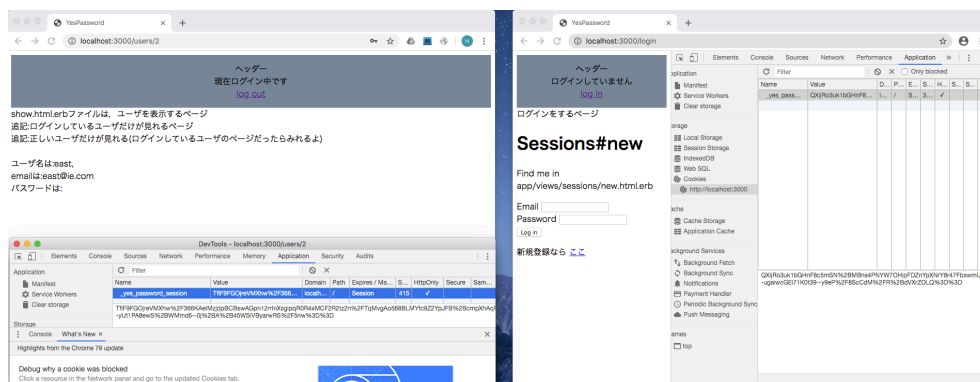 YesPassword × +
localhost:3000/users/2
ヘッダー
現在ログイン中です
log out
show.html.erbファイルは、ユーザを表示するページ
追記:ログインしているユーザだけが見れるページ
追記:正しいユーザだけが見れる(ログインしているユーザのページだったらみれるよ)
ユーザ名は:east,
emailは:east@ie.com
パスワードは:
DevTools - localhost:3000/users/2
Elements Console Sources Network Performance Memory Application Security Audits
Application
Manifest
Service Workers
Clear storage
Storage
Filter
Name Value Domain Path Expires / Ma... S... HttpOnly Secure Sam...
_yes_password_session localh... / Session 415 ✓
Console What's New ×
Highlights from the Chrome 79 update
Debug why a cookie was blocked
Click a resource in the Network panel and go to the updated Cookies tab.
YesPassword × +
localhost:3000/login
ヘッダー
ログインしていません
log in
ログインをするページ
Sessions#new
Find me in
app/views/sessions/new.html.erb
Email
Password
Log in
新規登録なら ここ
Elements Console Sources Network Performance Application »
pplication
Manifest
Service Workers
Clear storage
orage
Local Storage
Session Storage
IndexedDB
Web SQL
Cookies
http://localhost:3000
ache
Cache Storage
Application Cache
ackground Services
Background Fetch
Background Sync
Notifications
Payment Handler
Periodic Background Sync
Push Messaging
ames
top
Filter Only blocked
Name Value D... P... E... S... H... S... S...
_yes_pass... l... / S... 3... ✓